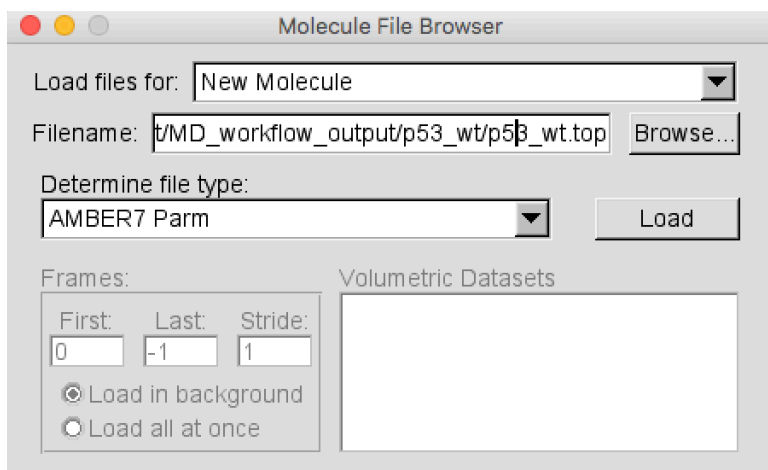 Molecule File Browser
Load files for: New Molecule
Filename: t/MD_workflow_output/p53_wt/p53_wt.top Browse...
Determine file type:
AMBER7 Parm Load
Frames: Volumetric Datasets
First: Last: Stride:
0 -1 1
Load in background
Load all at once